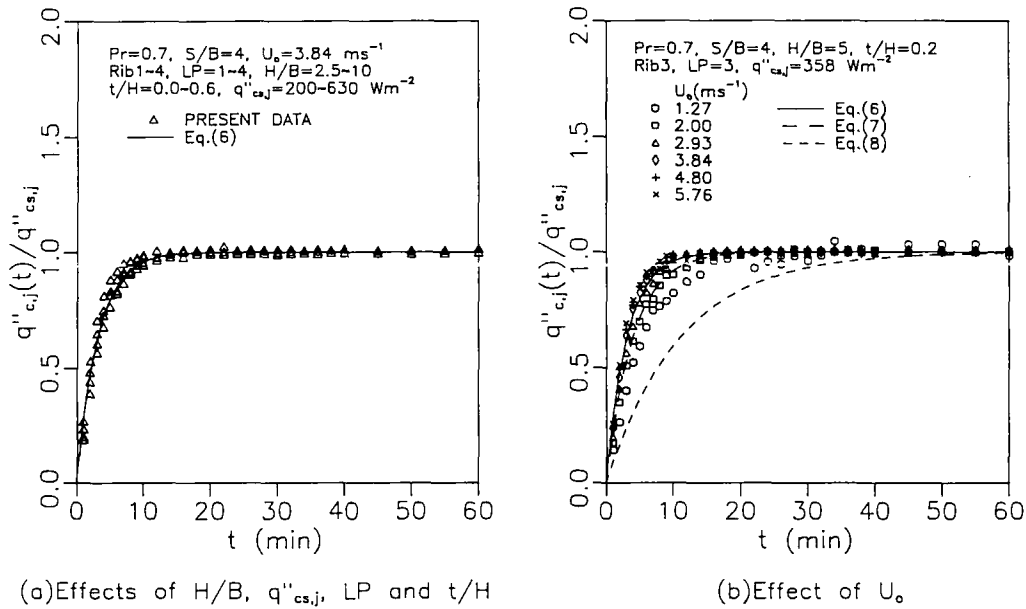 Pr=0.7, S/B=4, Uₒ=3.84 ms⁻¹
Rib1~4, LP=1~4, H/B=2.5~10
t/H=0.0~0.6, q''cs,j=200~630 Wm⁻²
△ PRESENT DATA
Eq.(6)
q''c,j(t)/q''cs,j
2.0
1.5
1.0
0.5
0.0
0 10 20 30 40 50 60
t (min)
(a)Effects of H/B, q''cs,j, LP and t/H
Pr=0.7, S/B=4, H/B=5, t/H=0.2
Rib3, LP=3, q''cs,j=358 Wm⁻²
Uₒ(ms⁻¹)
○ 1.27
□ 2.00
△ 2.93
◇ 3.84
+ 4.80
× 5.76
Eq.(6)
Eq.(7)
Eq.(8)
q''c,j(t)/q''cs,j
2.0
1.5
1.0
0.5
0.0
0 10 20 30 40 50 60
t (min)
(b)Effect of Uₒ